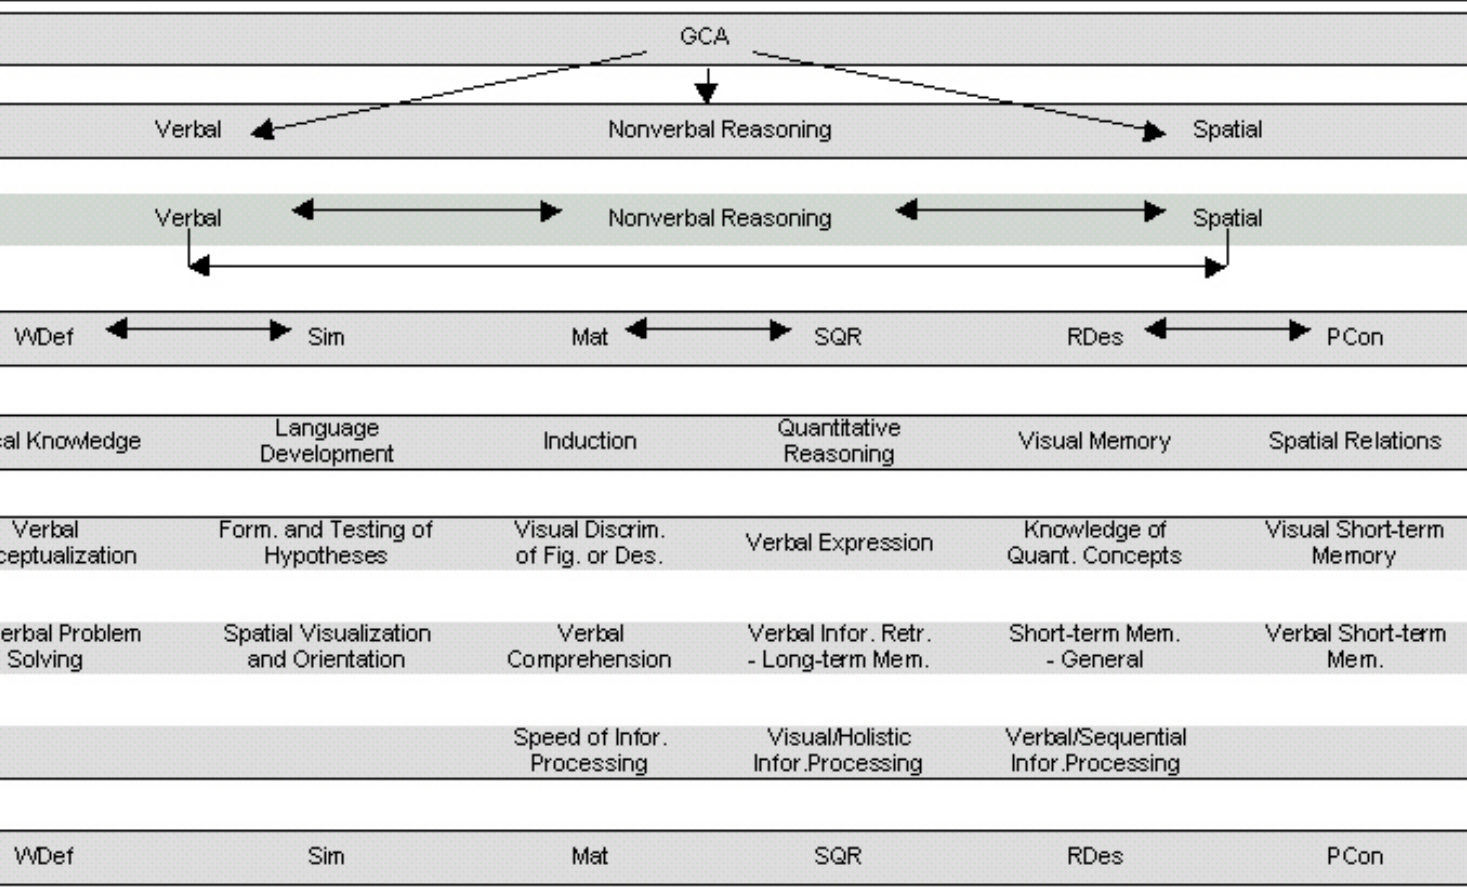 GCA
Verbal Nonverbal Reasoning Spatial
Verbal Nonverbal Reasoning Spatial
WDef Sim Mat SQR RDes PCon
Knowledge
Language
Development
Induction
Quantitative
Reasoning
Visual Memory
Spatial Relations
Verbal
Form. and Testing of
Hypotheses
Visual Discrim.
of Fig. or Des.
Verbal Expression
Knowledge of
Quant. Concepts
Visual Short-term
Memory
Problem
Solving
Spatial Visualization
and Orientation
Verbal
Comprehension
Verbal Infor. Retr.
- Long-term Mem.
Short-term Mem.
- General
Verbal Short-term
Mem.
Speed of Infor.
Processing
Visual/Holistic
Infor.Processing
Verbal/Sequential
Infor.Processing
WDef Sim Mat SQR RDes PCon